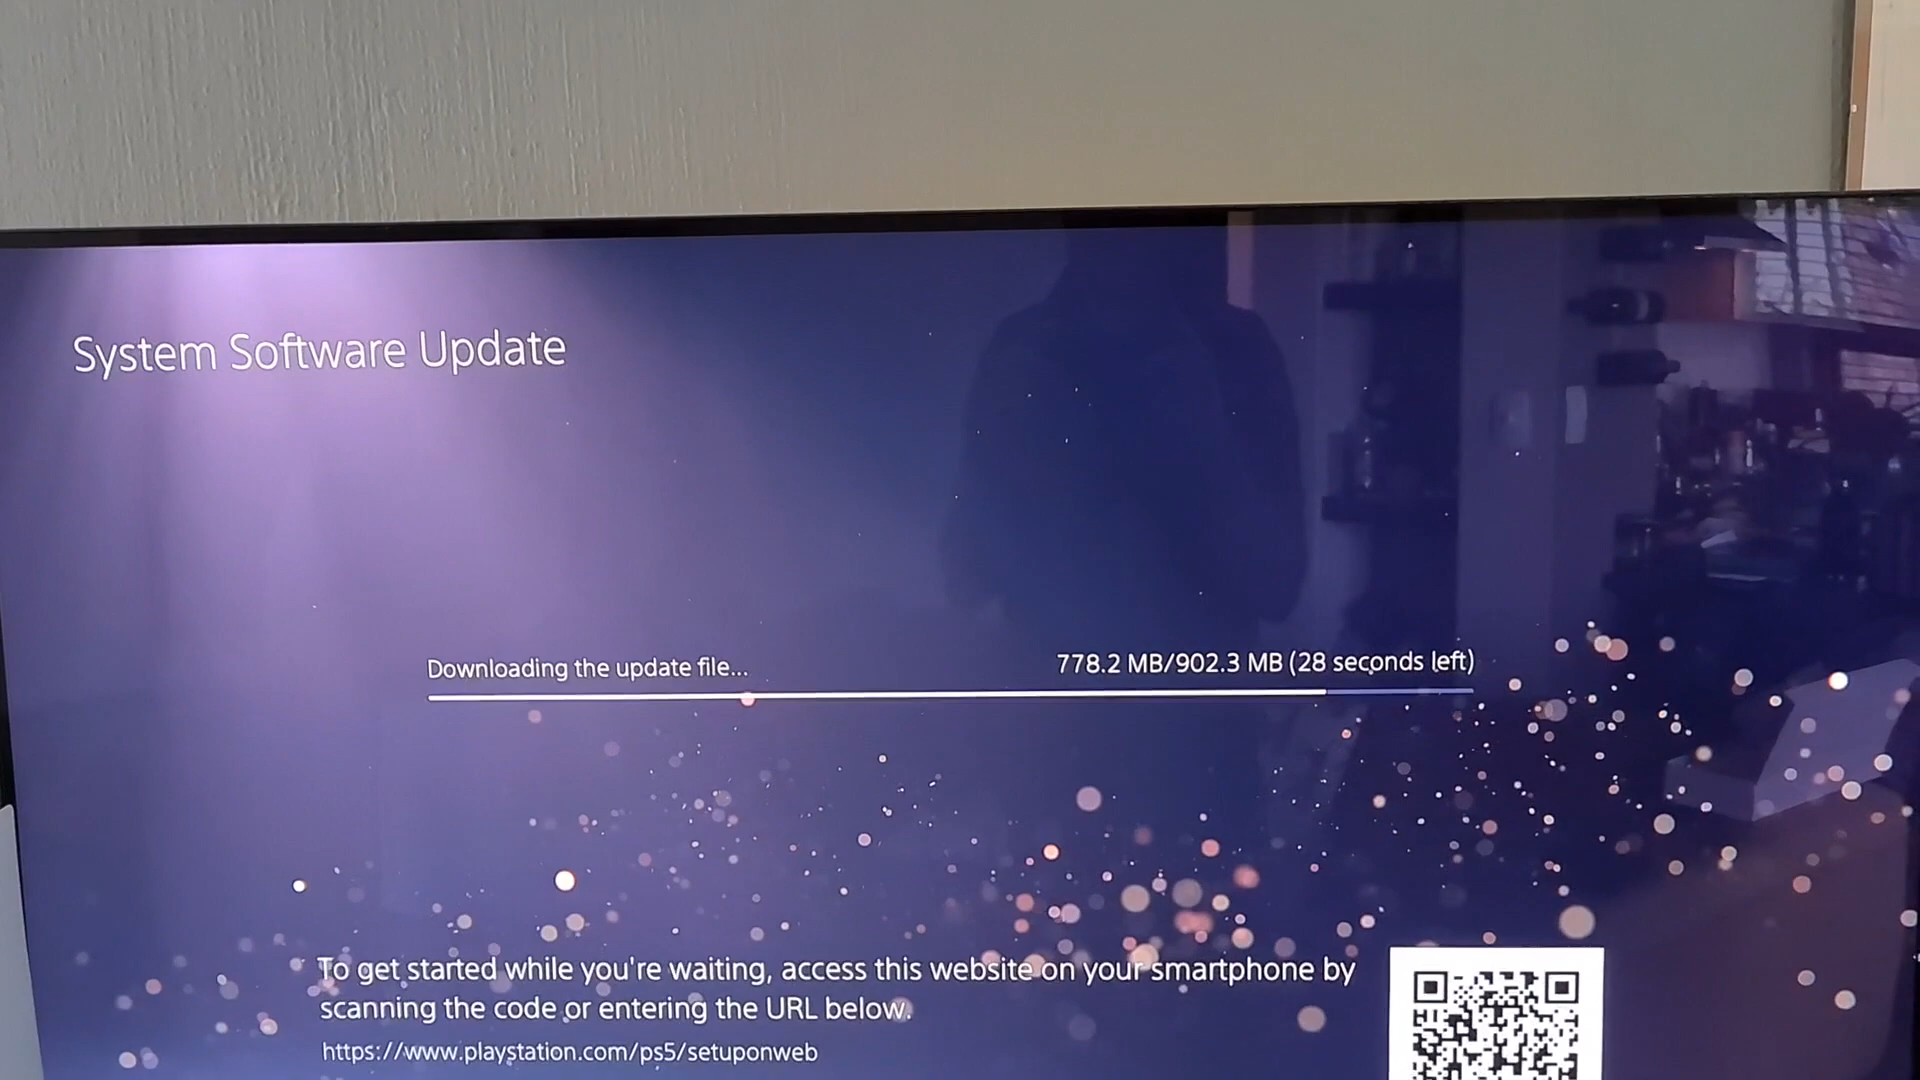 System Software Update
Downloading the update file...
778.2 MB/902.3 MB (28 seconds left)
To get started while you're waiting, access this website on your smartphone by
scanning the code or entering the URL below.
https://www.playstation.com/ps5/setuponweb